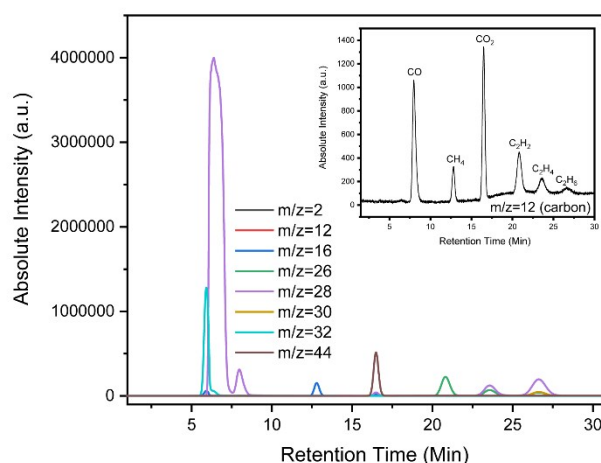 Absolute Intensity (a.u.)
4000000
3000000
2000000
1000000
0
5
10
15
20
25
30
Retention Time (Min)
m/z=2
m/z=12
m/z=16
m/z=26
m/z=28
m/z=30
m/z=32
m/z=44
Absolute Intensity (a.u.)
1400
1200
1000
800
600
400
200
0
CO
CH₄
CO₂
C₂H₂
C₂H₄
C₂H₆
m/z=12 (carbon)
5
10
15
20
25
30
Retention Time (Min)